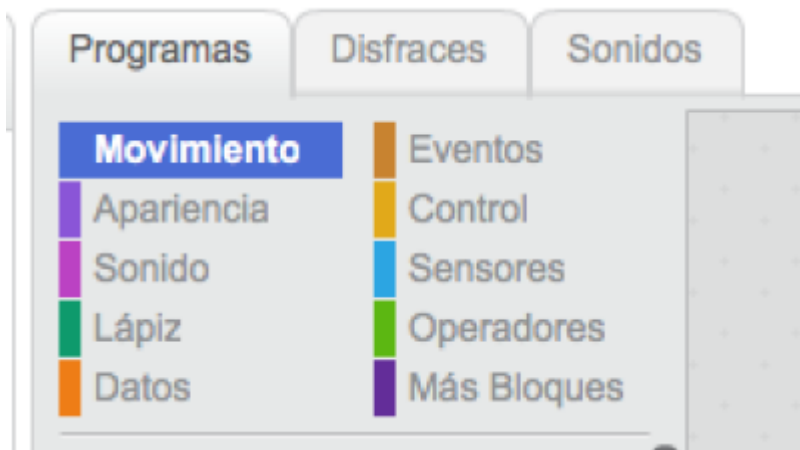 Programas Disfraces Sonidos
Movimiento Eventos
Apariencia Control
Sonido Sensores
Lápiz Operadores
Datos Más Bloques